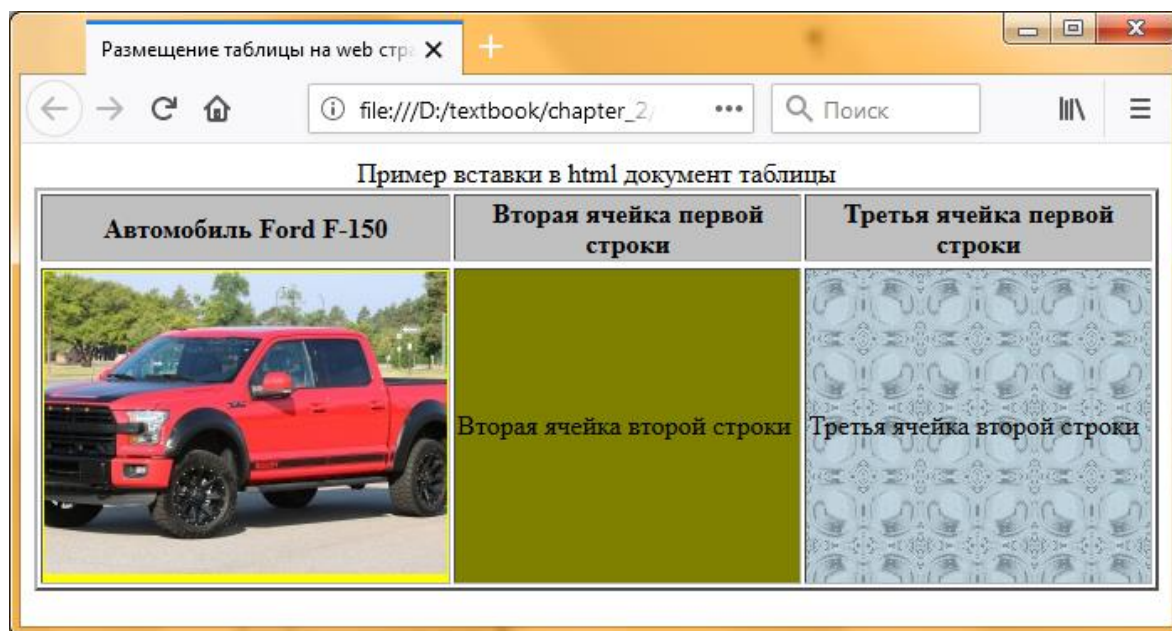 Размещение таблицы на web стра
file:///D:/textbook/chapter_2/
Поиск
Пример вставки в html документ таблицы
Автомобиль Ford F-150
Вторая ячейка первой
строки
Третья ячейка первой
строки
Вторая ячейка второй строки
Третья ячейка второй строки